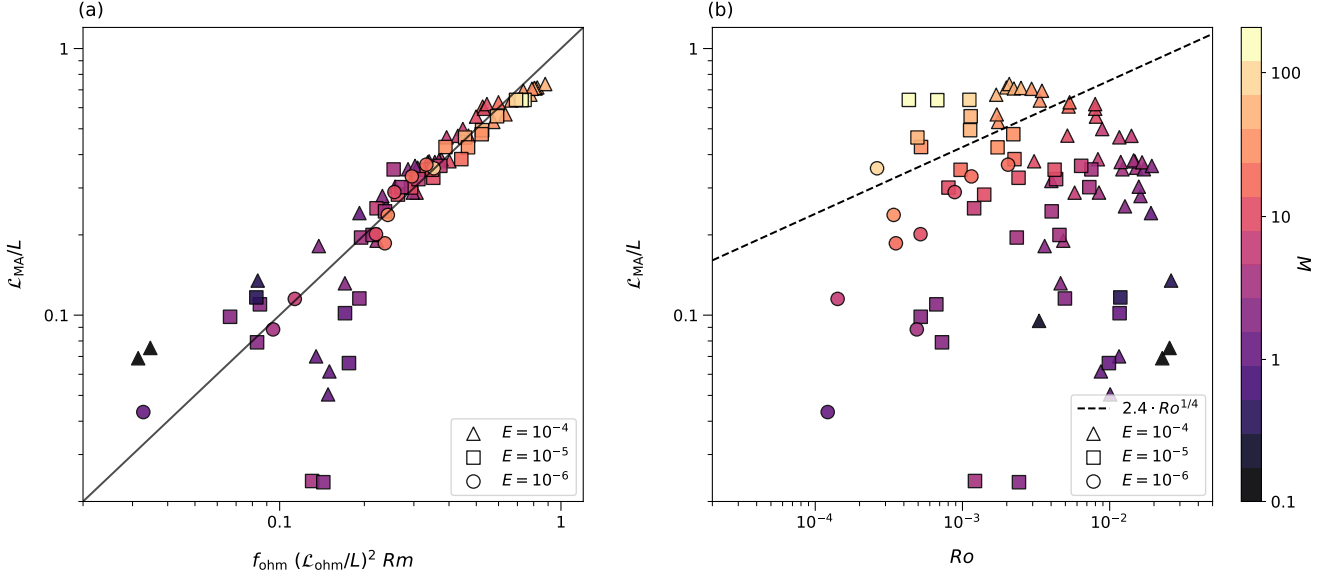 (a)
1
0.1
ℒ_MA/L
0.1
1
f_ohm (ℒ_ohm/L)² Rm
E = 10⁻⁴
E = 10⁻⁵
E = 10⁻⁶
(b)
1
0.1
ℒ_MA/L
10⁻⁴
10⁻³
10⁻²
Ro
2.4 · Ro^1/4
E = 10⁻⁴
E = 10⁻⁵
E = 10⁻⁶
100
10
1
0.1
M